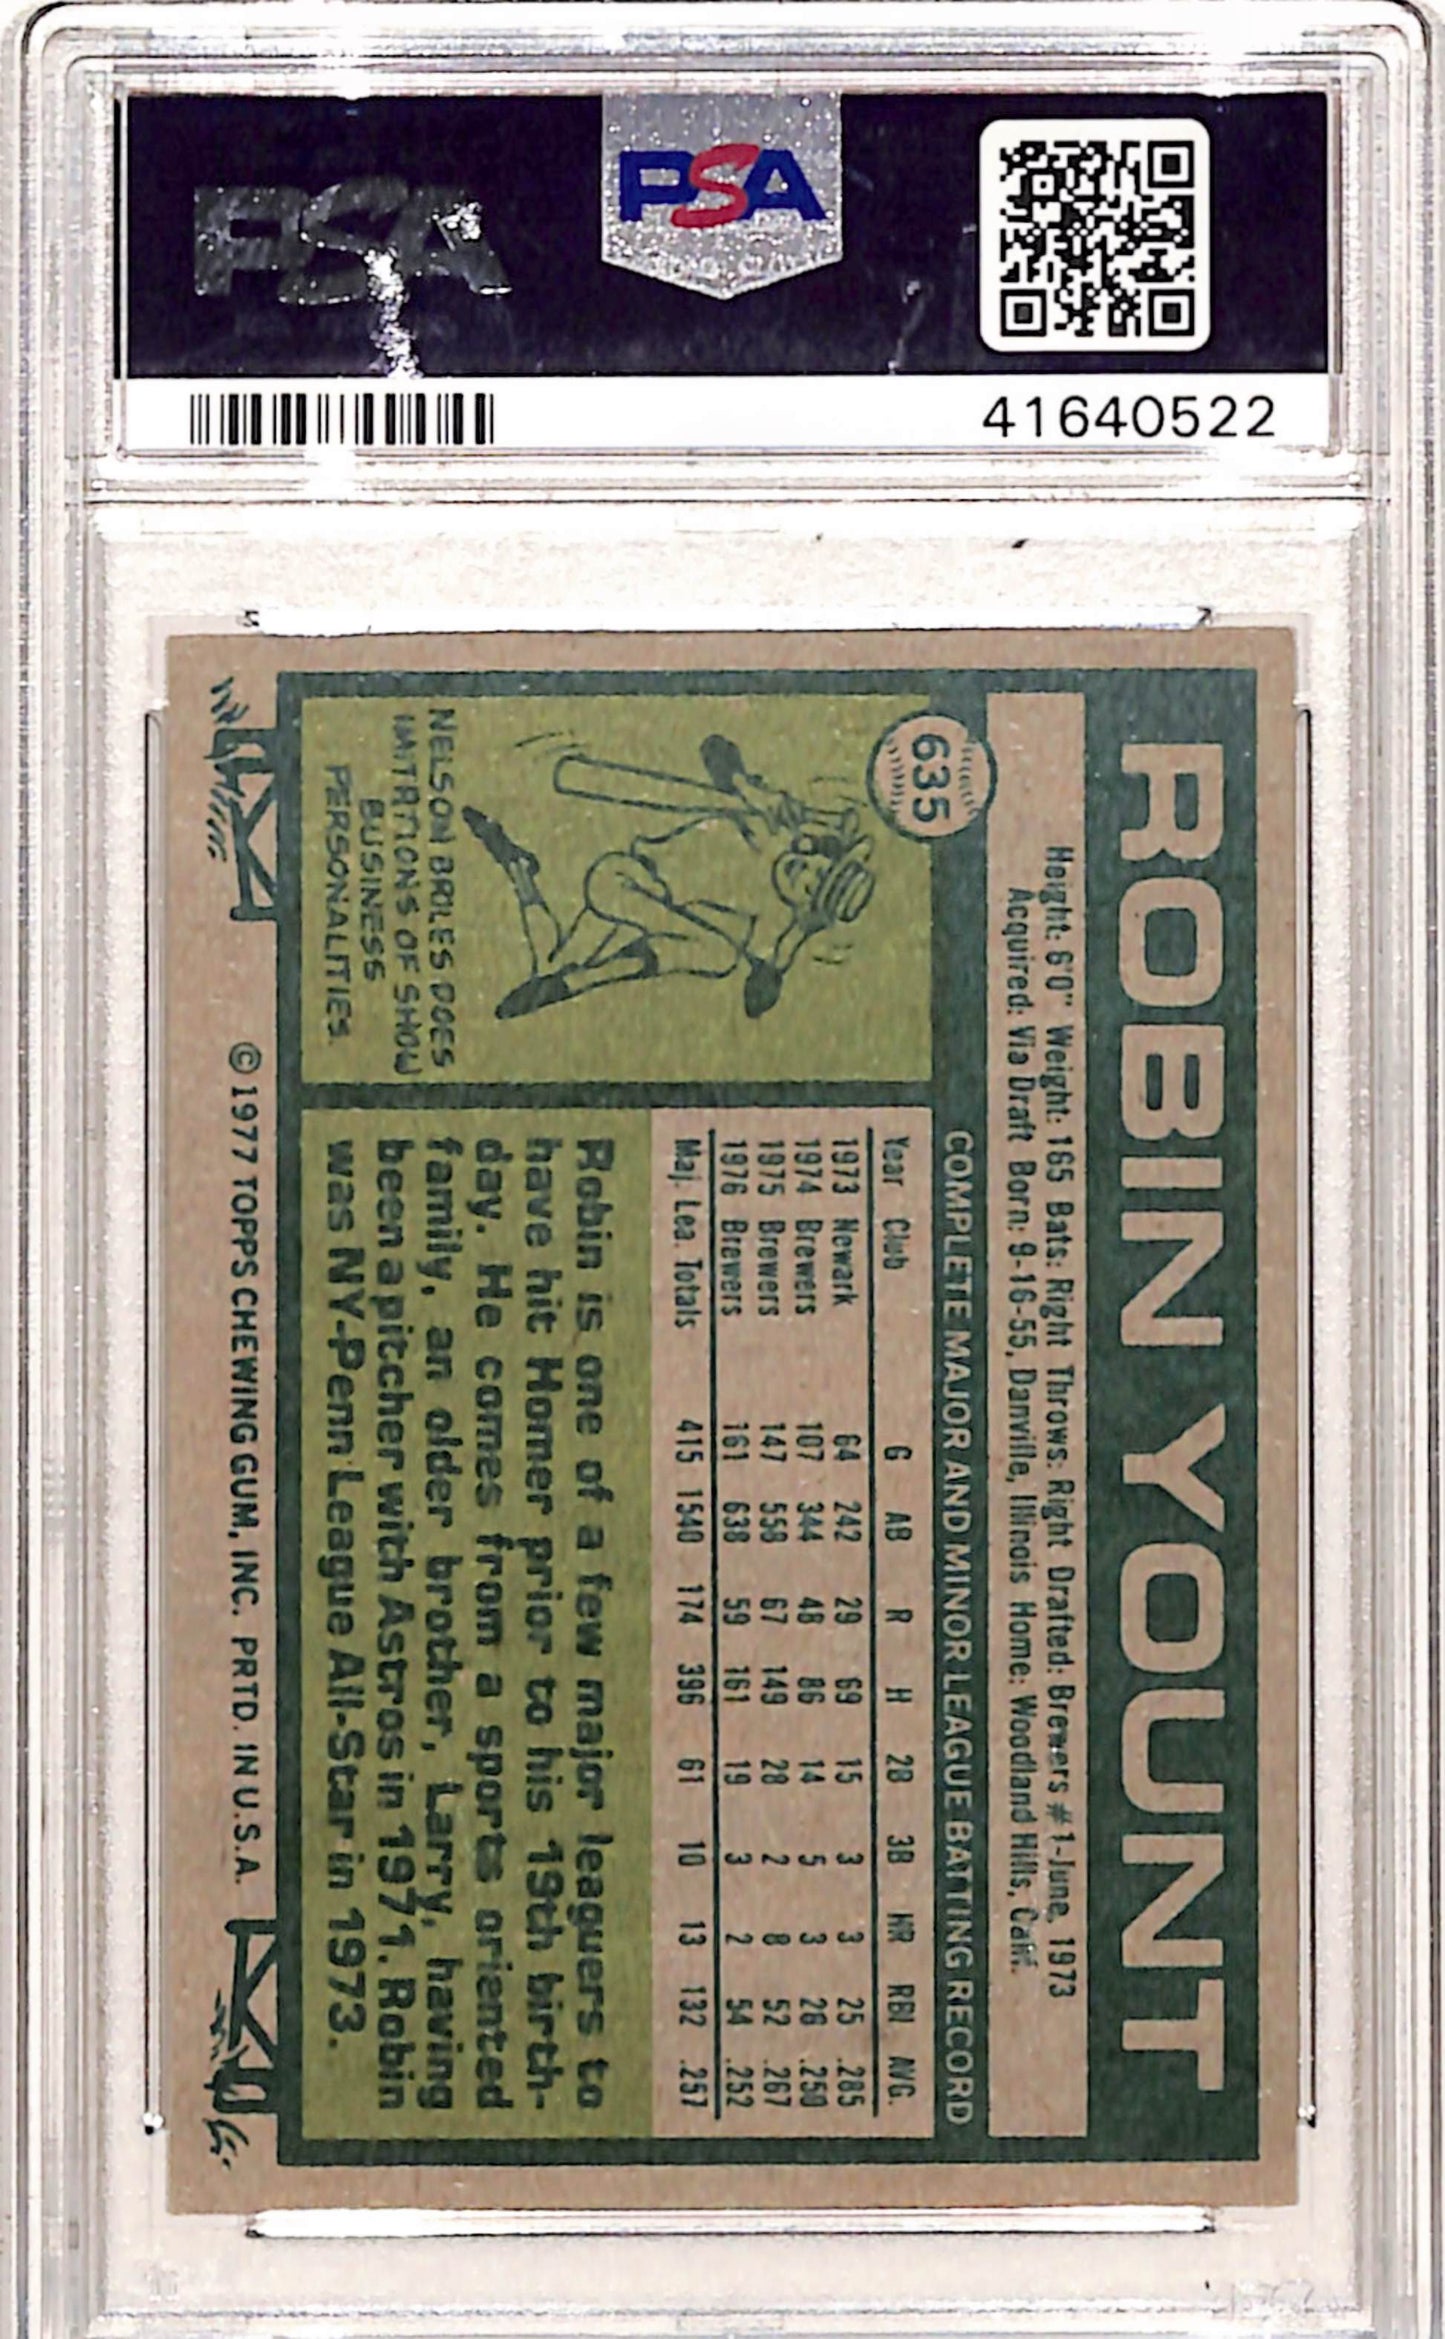 PSA
PSA
41640522
ROBIN YOUNT
635
Height: 6'0" Weight: 165 Bats: Right Throws: Right Drafted: Brewers #1-June, 1973
Acquired: Via Draft Born: 9-16-55, Danville, Illinois Home: Woodland Hills, Calif.
COMPLETE MAJOR AND MINOR LEAGUE BATTING RECORD
Year Club G AB R H 2B 3B HR RBI AVG.
1973 Newark 64 242 29 69 15 3 3 25 .285
1974 Brewers 107 344 48 86 14 5 3 26 .250
1975 Brewers 147 558 67 149 28 2 8 52 .267
1976 Brewers 161 638 59 161 19 3 2 54 .252
Maj. Lea. Totals 415 1540 174 396 61 10 13 132 .257
NELSON BRILES DOES
IMITATIONS OF SHOW
BUSINESS
PERSONALITIES.
Robin is one of a few major leaguers to
have hit Homer prior to his 19th birth-
day. He comes from a sports oriented
family, an older brother, Larry, having
been a pitcher with Astros in 1971. Robin
was NY-Penn League All-Star in 1973.
©1977 TOPPS CHEWING GUM, INC. PRTD. IN U.S.A.